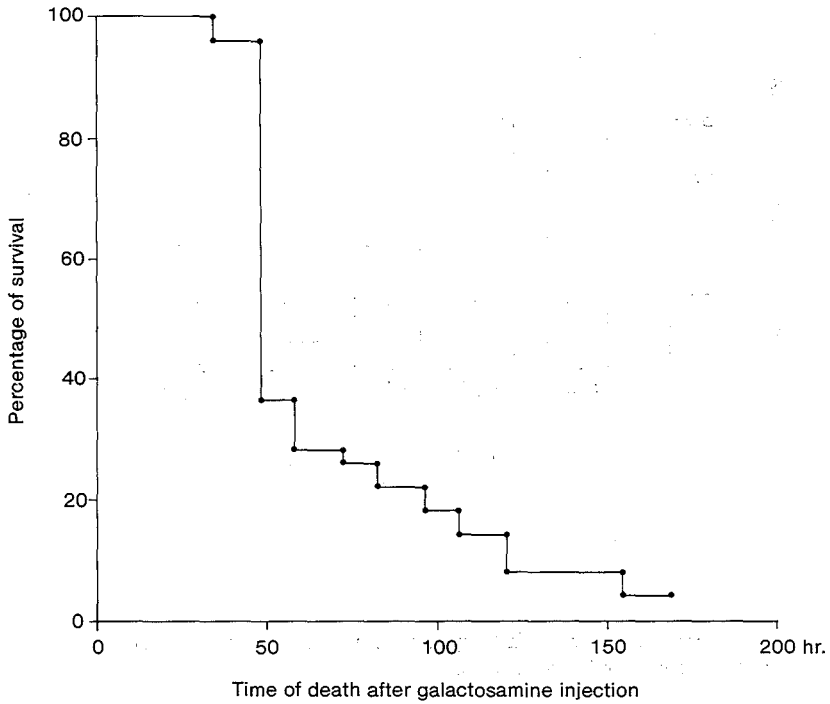 100
80
60
40
20
0
Percentage of survival
0 50 100 150 200 hr.
Time of death after galactosamine injection